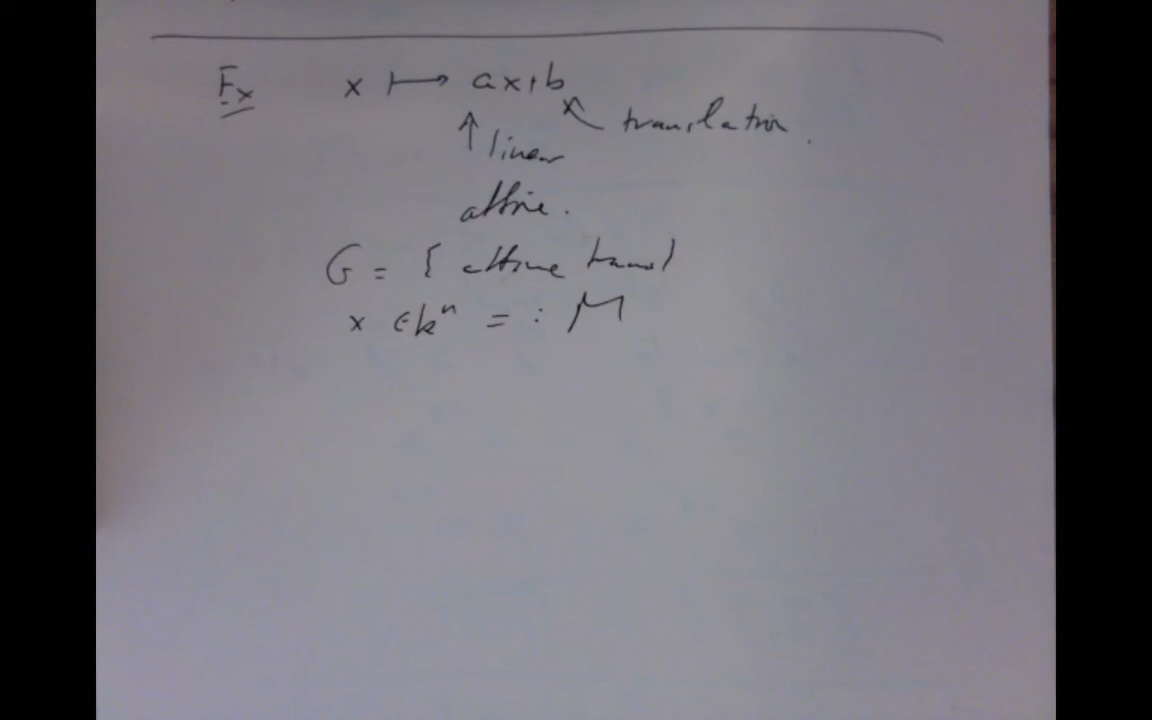 Ex x ↦ ax+b
translation.
↑ linear
affine.
G = { affine trans}
x ∈ k^n =: M